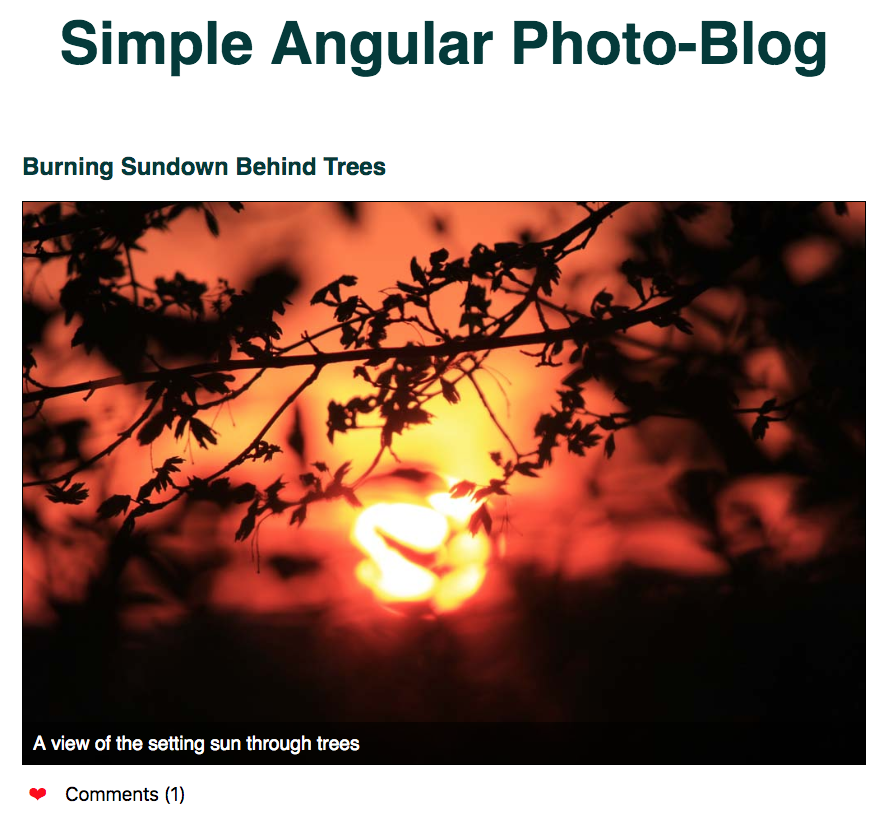 Simple Angular Photo-Blog
Burning Sundown Behind Trees
A view of the setting sun through trees
❤ Comments (1)